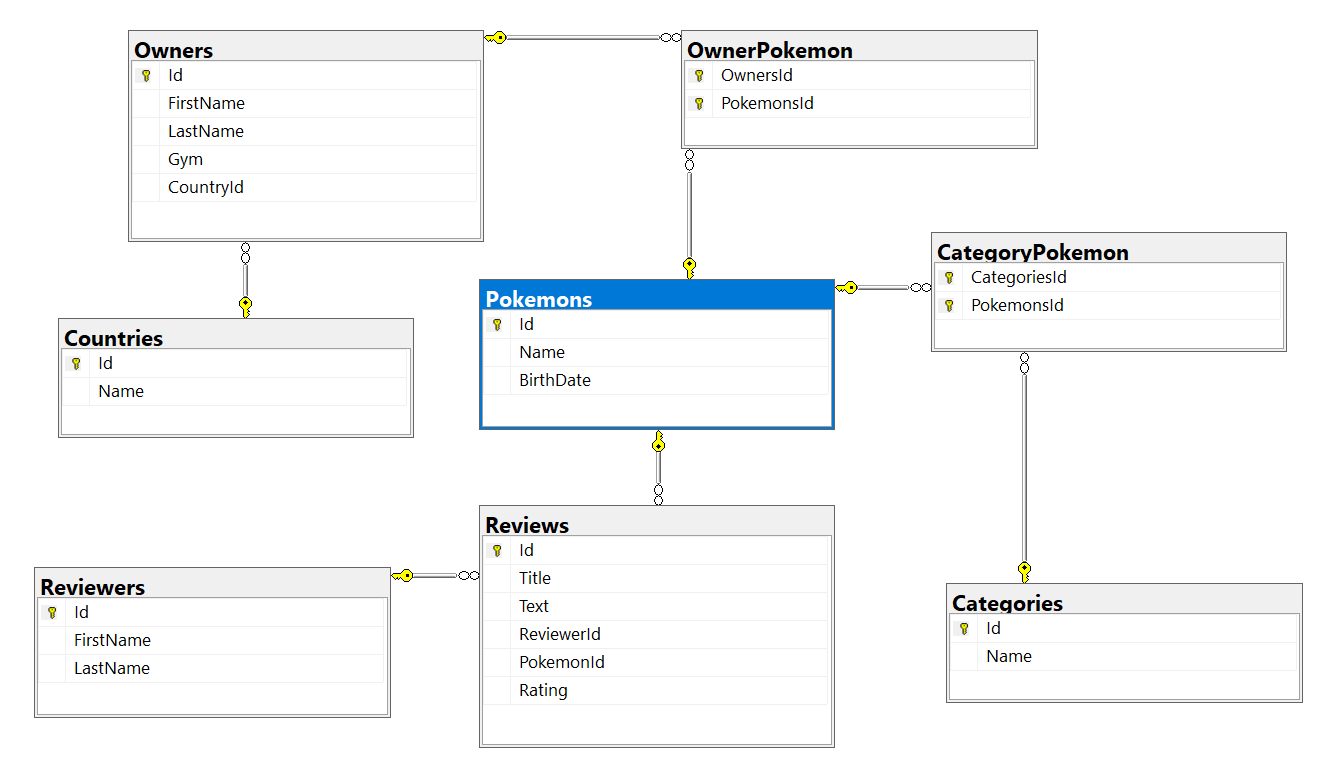 Owners
Id
FirstName
LastName
Gym
CountryId
OwnerPokemon
OwnersId
PokemonsId
CategoryPokemon
CategoriesId
PokemonsId
Pokemons
Id
Name
BirthDate
Countries
Id
Name
Reviews
Id
Title
Text
ReviewerId
PokemonId
Rating
Reviewers
Id
FirstName
LastName
Categories
Id
Name